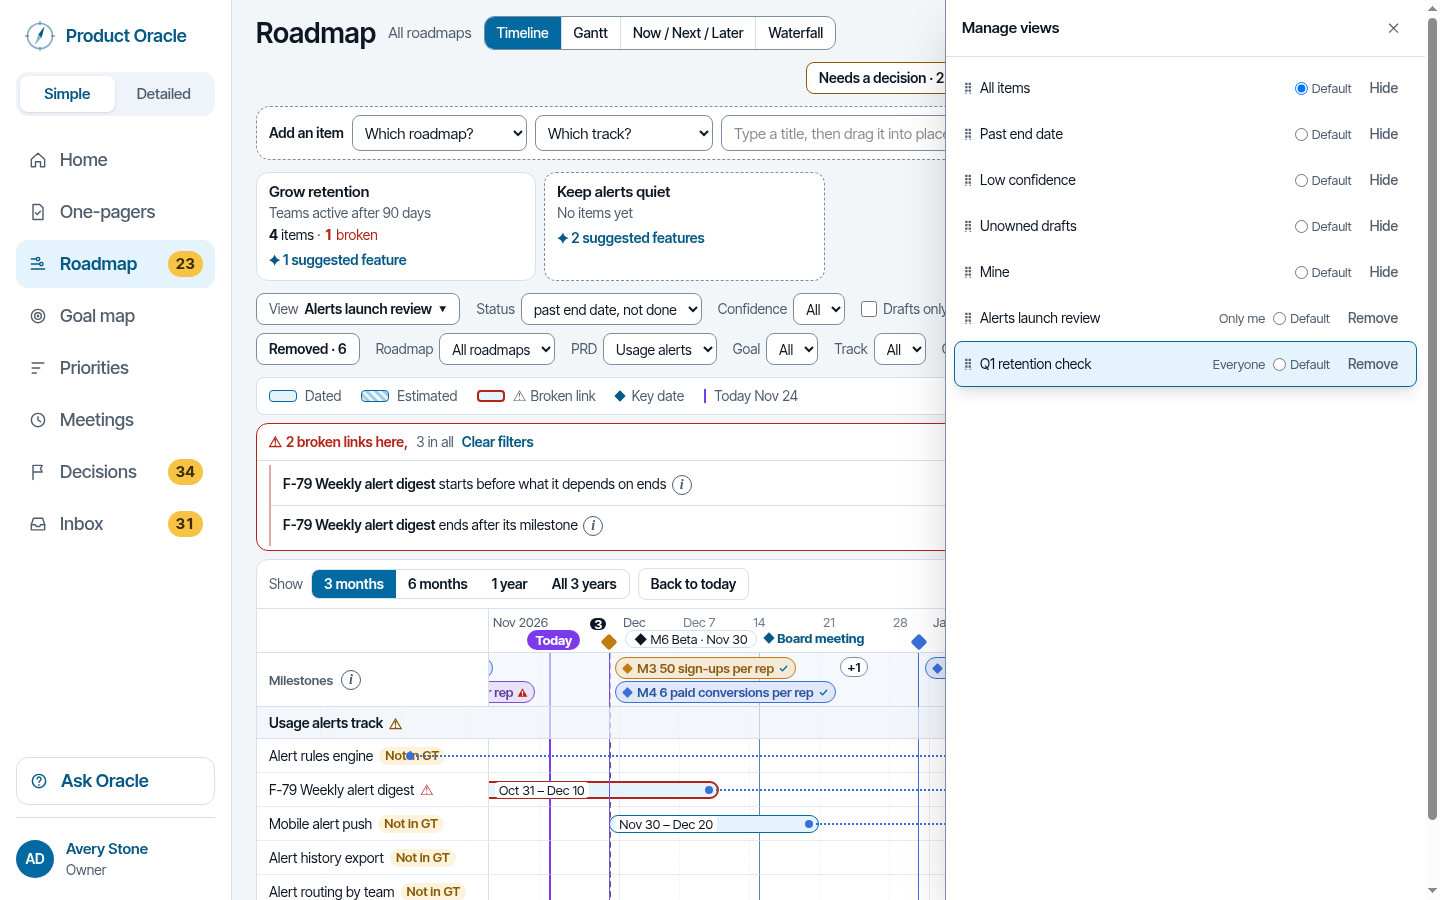 Product Oracle
Simple
Detailed
Home
One-pagers
Roadmap 23
Goal map
Priorities
Meetings
Decisions 34
Inbox 31
Ask Oracle
AD
Avery Stone
Owner
Roadmap All roadmaps
Timeline Gantt Now / Next / Later Waterfall
Needs a decision · 2
Add an item Which roadmap? Which track? Type a title, then drag it into place
Grow retention
Teams active after 90 days
4 items · 1 broken
✦ 1 suggested feature
Keep alerts quiet
No items yet
✦ 2 suggested features
View Alerts launch review ▼ Status past end date, not done Confidence All Drafts only
Removed · 6 Roadmap All roadmaps PRD Usage alerts Goal All Track All
Dated Estimated ⚠ Broken link ◆ Key date Today Nov 24
⚠ 2 broken links here, 3 in all Clear filters
F-79 Weekly alert digest starts before what it depends on ends i
F-79 Weekly alert digest ends after its milestone i
Show 3 months 6 months 1 year All 3 years Back to today
Nov 2026 3 Dec Dec 7 14 21 28 Ja
Today ◆ M6 Beta · Nov 30 ◆ Board meeting
Milestones i
◆ M3 50 sign-ups per rep ✓ +1
r rep ⚠ ◆ M4 6 paid conversions per rep ✓
Usage alerts track ⚠
Alert rules engine Not in GT
F-79 Weekly alert digest ⚠ Oct 31 – Dec 10
Mobile alert push Not in GT Nov 30 – Dec 20
Alert history export Not in GT
Alert routing by team Not in GT
Manage views ×
All items Default Hide
Past end date Default Hide
Low confidence Default Hide
Unowned drafts Default Hide
Mine Default Hide
Alerts launch review Only me Default Remove
Q1 retention check Everyone Default Remove